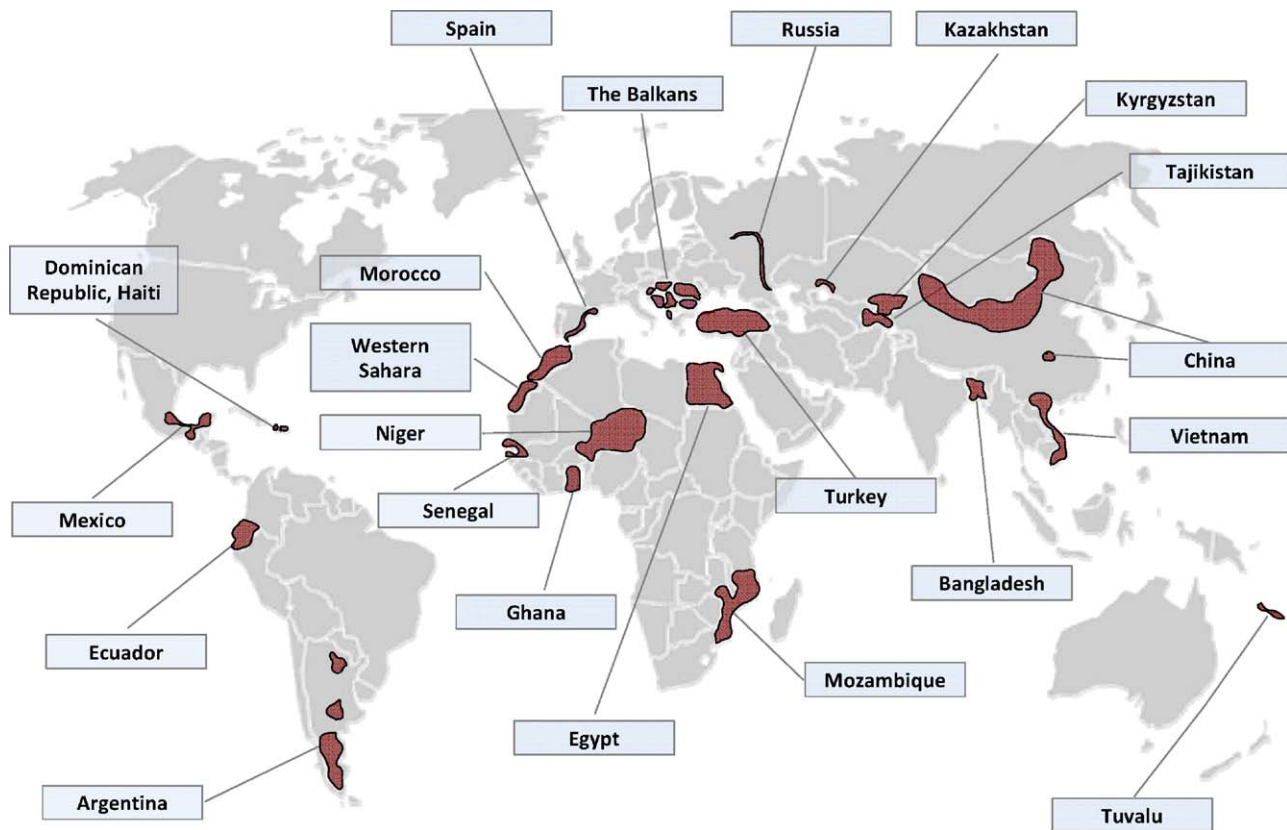 Spain
Russia
Kazakhstan
The Balkans
Kyrgyzstan
Tajikistan
Dominican
Republic, Haiti
Morocco
Western
Sahara
China
Niger
Vietnam
Senegal
Turkey
Mexico
Bangladesh
Ghana
Ecuador
Mozambique
Egypt
Argentina
Tuvalu